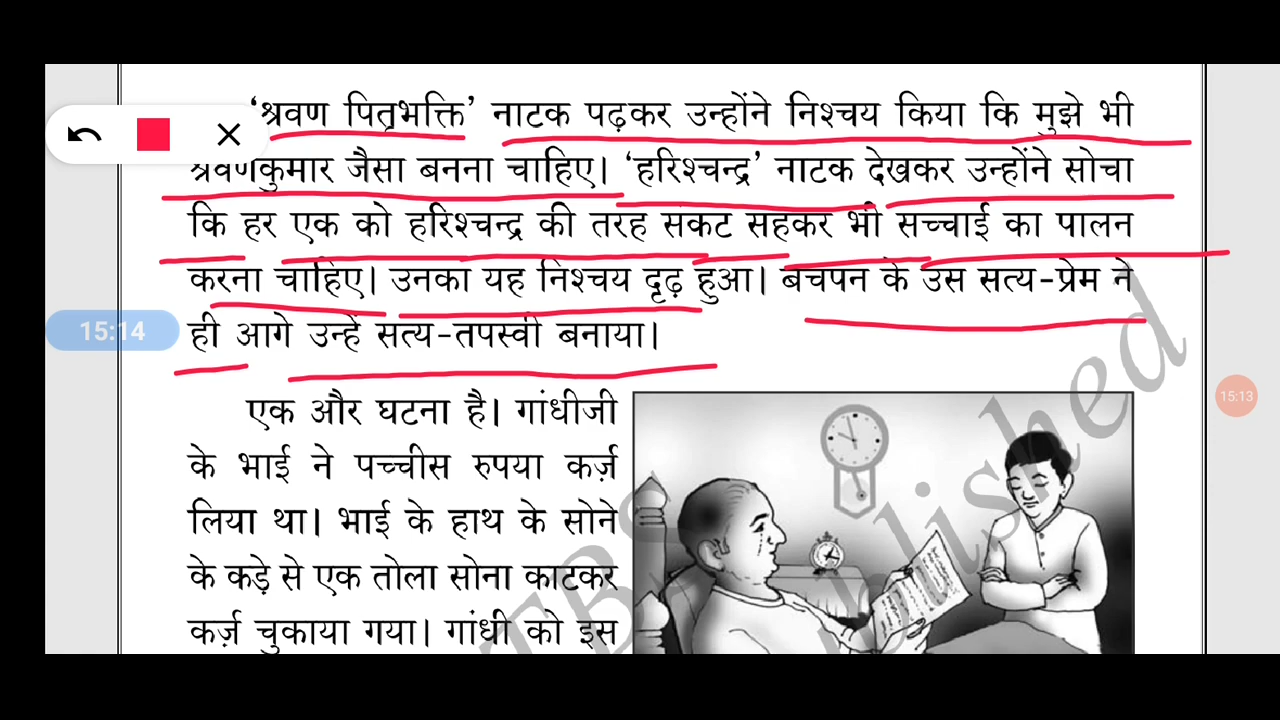 ‘श्रवण पितृभक्ति’ नाटक पढ़कर उन्होंने निश्चय किया कि मुझे भी
श्रवणकुमार जैसा बनना चाहिए। ‘हरिश्चन्द्र’ नाटक देखकर उन्होंने सोचा
कि हर एक को हरिश्चन्द्र की तरह संकट सहकर भी सच्चाई का पालन
करना चाहिए। उनका यह निश्चय दृढ़ हुआ। बचपन के उस सत्य-प्रेम ने
ही आगे उन्हें सत्य-तपस्वी बनाया।
15:14
15:13
एक और घटना है। गांधीजी
के भाई ने पच्चीस रुपया कर्ज़
लिया था। भाई के हाथ के सोने
के कड़े से एक तोला सोना काटकर
कर्ज़ चुकाया गया। गांधी को इस